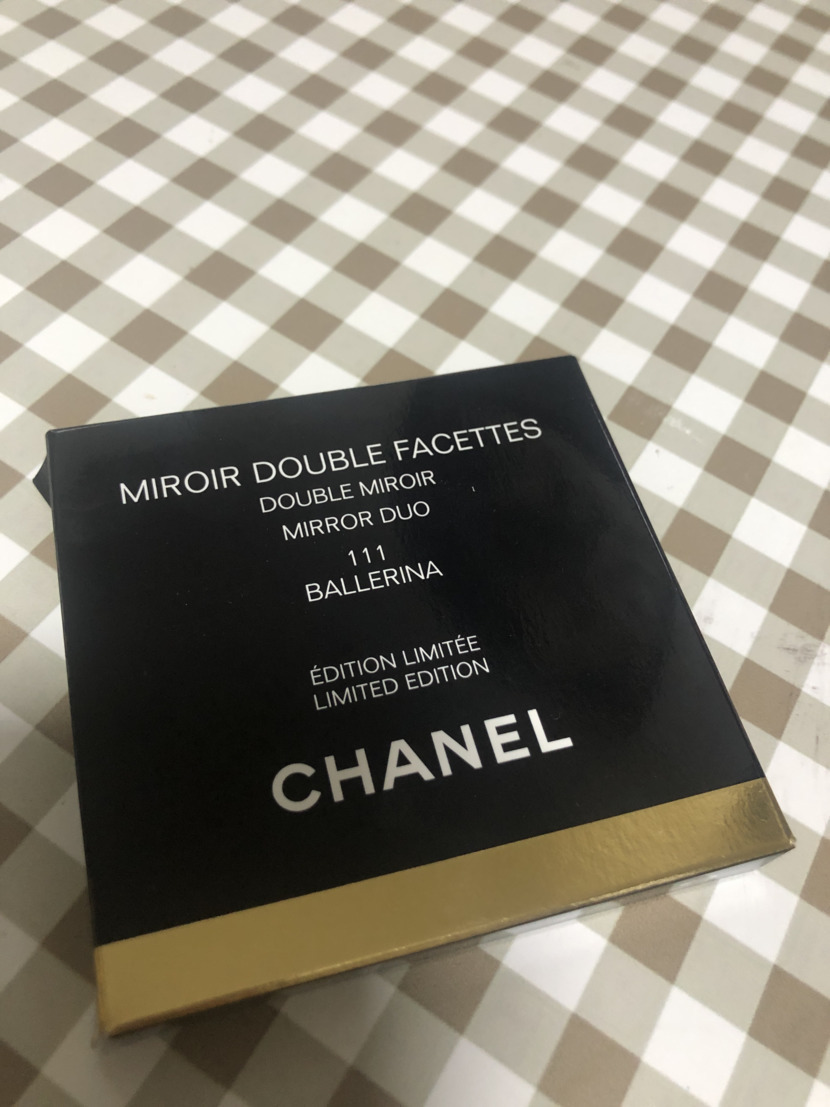 MIROIR DOUBLE FACETTES
DOUBLE MIROIR
MIRROR DUO
111
BALLERINA
ÉDITION LIMITÉE
LIMITED EDITION
CHANEL